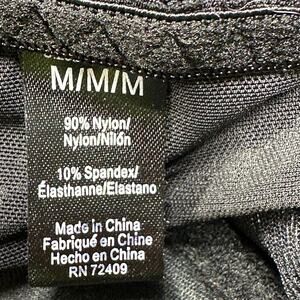 M/M/M
90% Nylon/
Nylon/Nilón
10% Spandex/
Élasthanne/Elastano
Made in China
Fabriqué en Chine
Hecho en China
RN 72409